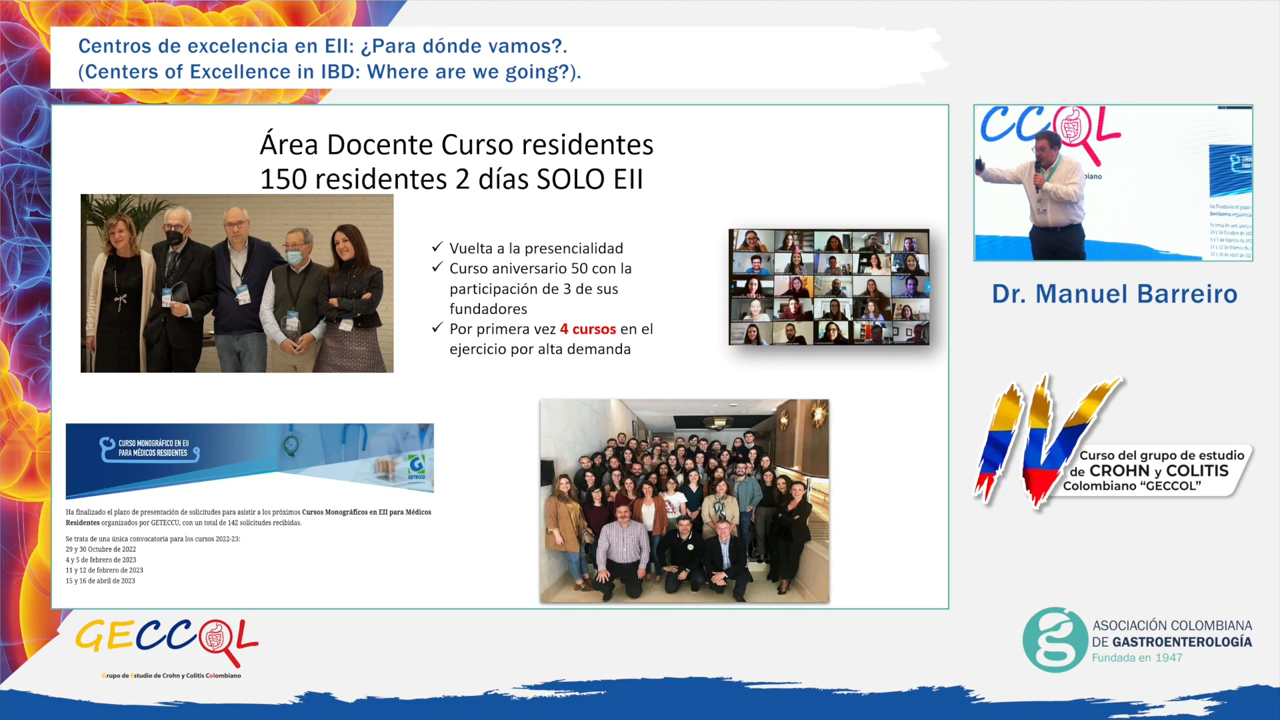 Centros de excelencia en EII: ¿Para dónde vamos?.
(Centers of Excellence in IBD: Where are we going?).
Área Docente Curso residentes
150 residentes 2 días SOLO EII
✓ Vuelta a la presencialidad
✓ Curso aniversario 50 con la
participación de 3 de sus
fundadores
✓ Por primera vez 4 cursos en el
ejercicio por alta demanda
CURSO MONOGRÁFICO EN EII
PARA MÉDICOS RESIDENTES
GETECCU
Ha finalizado el plazo de presentación de solicitudes para asistir a los próximos Cursos Monográficos en EII para Médicos
Residentes organizados por GETECCU, con un total de 142 solicitudes recibidas.
Se trata de una única convocatoria para los cursos 2022-23:
29 y 30 Octubre de 2022
4 y 5 de febrero de 2023
11 y 12 de febrero de 2023
15 y 16 de abril de 2023
CCOL
biano
Dr. Manuel Barreiro
IV
Curso del grupo de estudio
de CROHN y COLITIS
Colombiano “GECCOL”
GECCOL
Grupo de Estudio de Crohn y Colitis Colombiano
ASOCIACIÓN COLOMBIANA
DE GASTROENTEROLOGÍA
Fundada en 1947